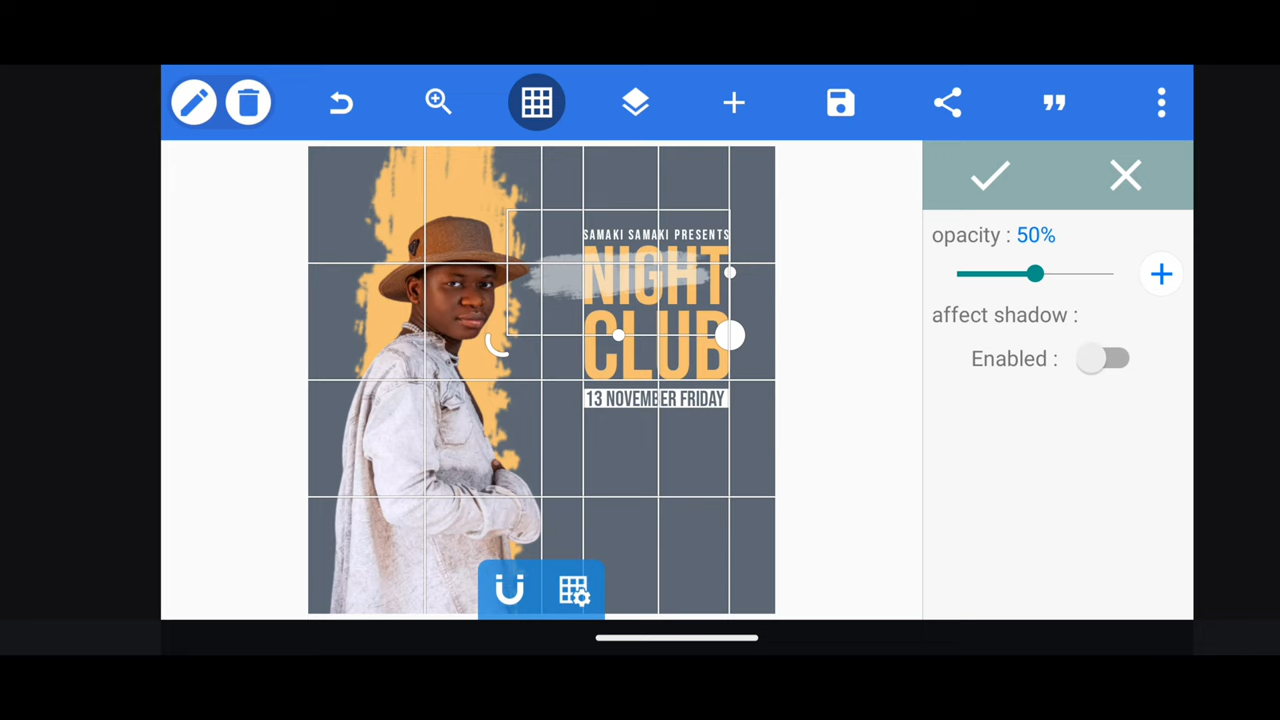 opacity : 50%
affect shadow :
Enabled :
SAMAKI SAMAKI PRESENTS
NIGHT
CLUB
13 NOVEMBER FRIDAY